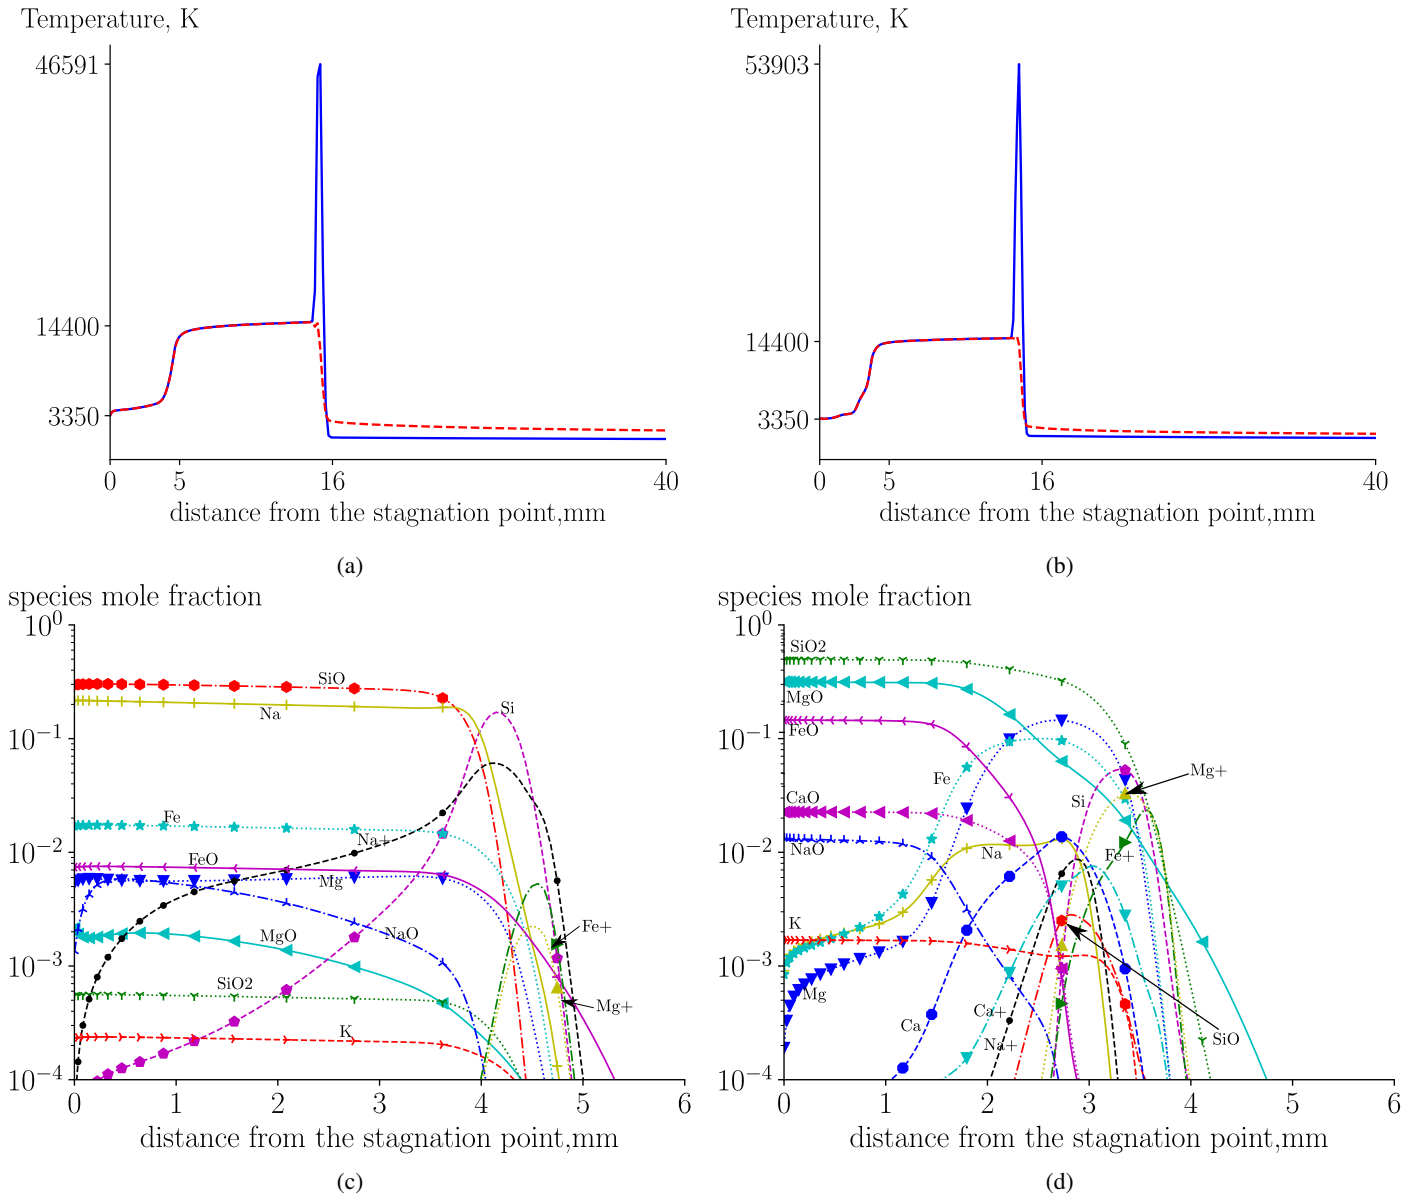 Temperature, K
46591
14400
3350
0 5 16 40
distance from the stagnation point,mm
(a)
Temperature, K
53903
14400
3350
0 5 16 40
distance from the stagnation point,mm
(b)
species mole fraction
10^0
SiO
Na
Si
10^-1
Fe
Na+
10^-2
FeO
Mg
NaO
Fe+
MgO
10^-3
SiO2
Mg+
K
10^-4
0 1 2 3 4 5 6
distance from the stagnation point,mm
(c)
species mole fraction
10^0
SiO2
MgO
FeO
10^-1
Mg+
Fe
Si
CaO
NaO
10^-2
Na
Fe+
K
10^-3
Mg
Ca+
Ca
Na+
SiO
10^-4
0 1 2 3 4 5 6
distance from the stagnation point,mm
(d)